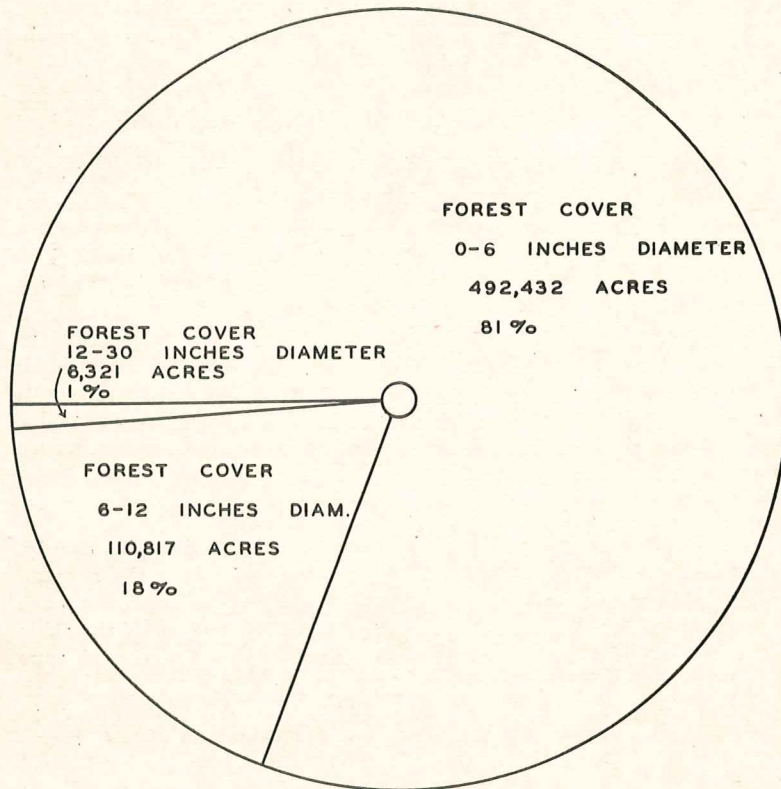 FOREST COVER
0-6 INCHES DIAMETER
492,432 ACRES
81%
FOREST COVER
12-30 INCHES DIAMETER
6,321 ACRES
1%
FOREST COVER
6-12 INCHES DIAM.
110,817 ACRES
18%